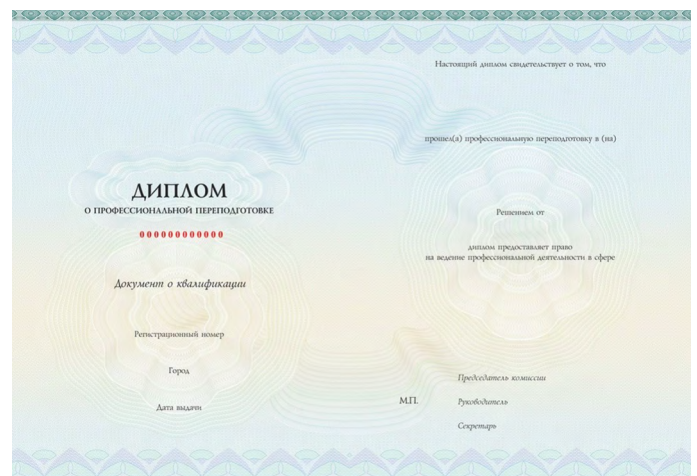 ДИПЛОМ
О ПРОФЕССИОНАЛЬНОЙ ПЕРЕПОДГОТОВКЕ
000000000000
Документ о квалификации
Регистрационный номер
Город
Дата выдачи
Настоящий диплом свидетельствует о том, что
прошел(а) профессиональную переподготовку в (на)
Решением от
диплом предоставляет право
на ведение профессиональной деятельности в сфере
Председатель комиссии
М.П.
Руководитель
Секретарь